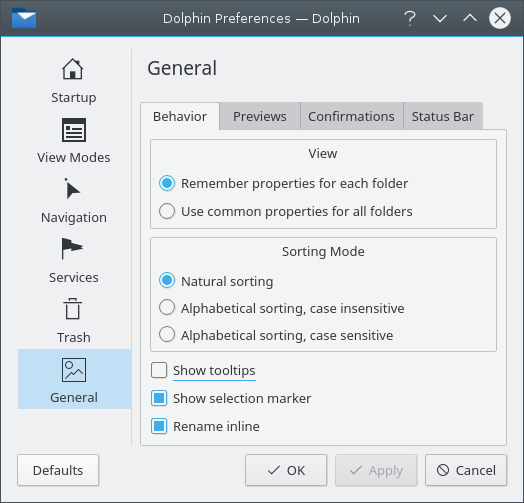 Dolphin Preferences — Dolphin
Startup
View Modes
Navigation
Services
Trash
General
General
Behavior Previews Confirmations Status Bar
View
Remember properties for each folder
Use common properties for all folders
Sorting Mode
Natural sorting
Alphabetical sorting, case insensitive
Alphabetical sorting, case sensitive
Show tooltips
Show selection marker
Rename inline
Defaults OK Apply Cancel